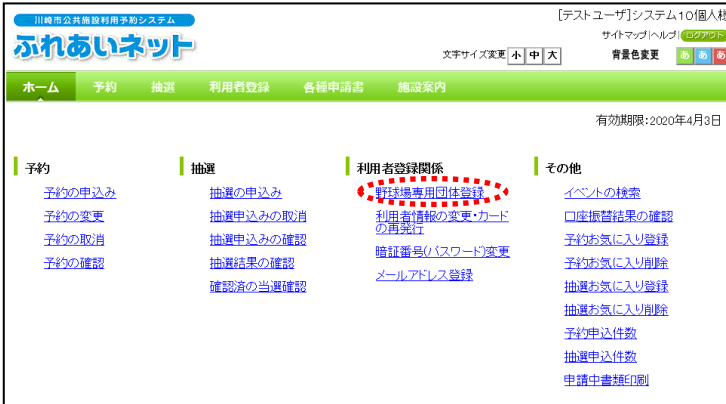 川崎市公共施設利用予約システム
ふれあいネット
[テストユーザ]システム10個人様
サイトマップ|ヘルプ|ログアウト
文字サイズ変更 小 中 大 背景色変更 あ あ あ
ホーム 予約 抽選 利用者登録 各種申請書 施設案内
有効期限:2020年4月3日
予約
予約の申込み
予約の変更
予約の取消
予約の確認
抽選
抽選の申込み
抽選申込みの取消
抽選申込みの確認
抽選結果の確認
確認済の当選確認
利用者登録関係
野球場専用団体登録
利用者情報の変更・カード
の再発行
暗証番号(パスワード)変更
メールアドレス登録
その他
イベントの検索
口座振替結果の確認
予約お気に入り登録
予約お気に入り削除
抽選お気に入り登録
抽選お気に入り削除
予約申込件数
抽選申込件数
申請中書類印刷